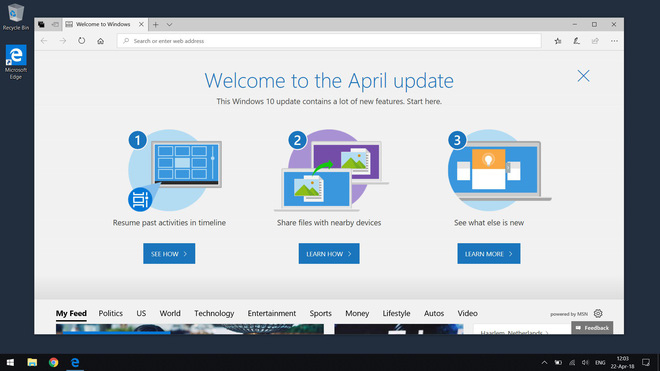 Recycle Bin
Microsoft
Edge
Welcome to Windows
Search or enter web address
Welcome to the April update
This Windows 10 update contains a lot of new features. Start here.
1
Resume past activities in timeline
SEE HOW
2
Share files with nearby devices
LEARN HOW
3
See what else is new
LEARN MORE
My Feed Politics US World Technology Entertainment Sports Money Lifestyle Autos Video
powered by MSN
Haarlem, Netherlands
Feedback
ENG
12:03
22-Apr-18